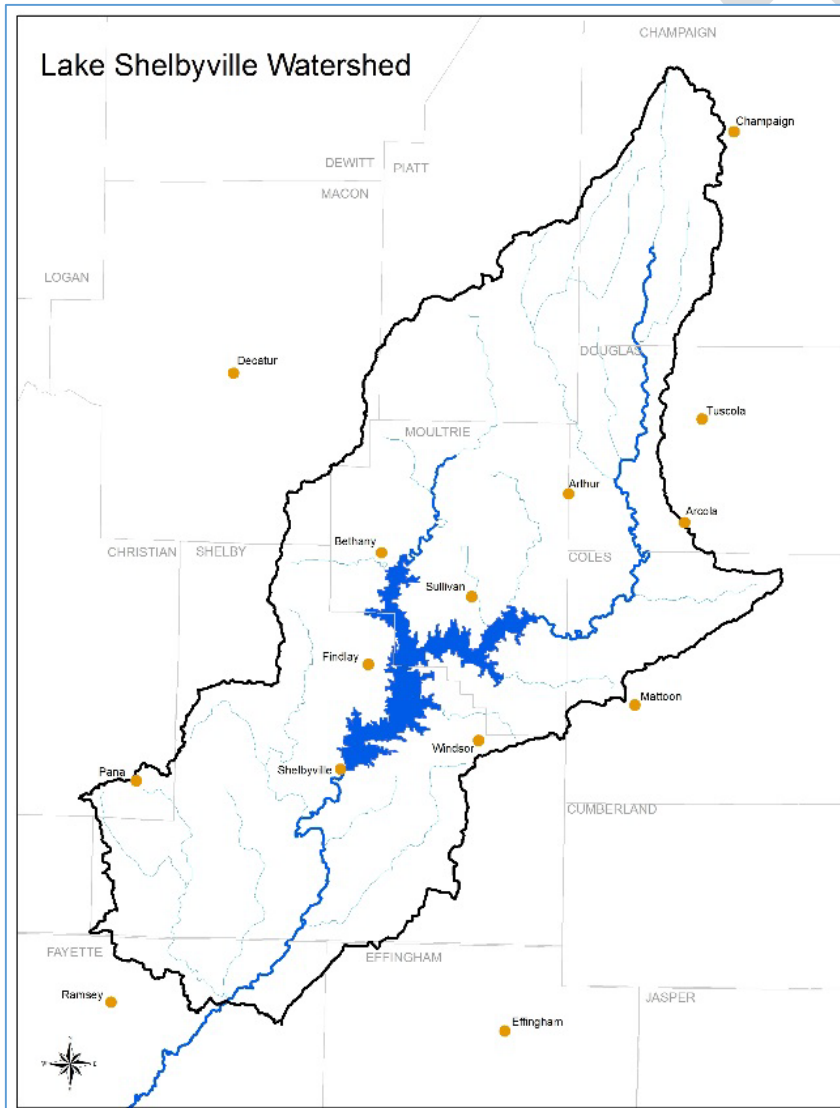 CHAMPAIGN
Lake Shelbyville Watershed
Champaign
DEWITT
PIATT
MACON
LOGAN
DOUGLAS
Decatur
Tuscola
MOULTRIE
Arthur
Arcola
Bethany
CHRISTIAN
SHELBY
COLES
Sullivan
Findlay
Mattoon
Windsor
Shelbyville
Pana
CUMBERLAND
FAYETTE
EFFINGHAM
Ramsey
JASPER
Effingham